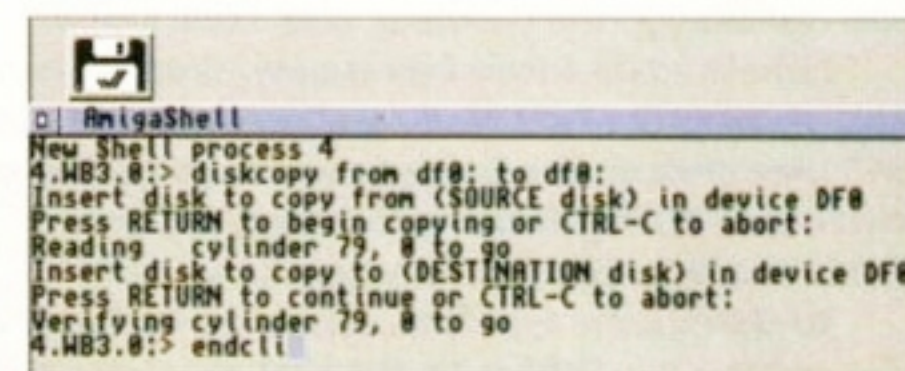 AmigaShell
New Shell process 4
4.WB3.0:> diskcopy from df0: to df0:
Insert disk to copy from (SOURCE disk) in device DF0
Press RETURN to begin copying or CTRL-C to abort:
Reading cylinder 79, 0 to go
Insert disk to copy to (DESTINATION disk) in device DF0
Press RETURN to continue or CTRL-C to abort:
Verifying cylinder 79, 0 to go
4.WB3.0:> endcli